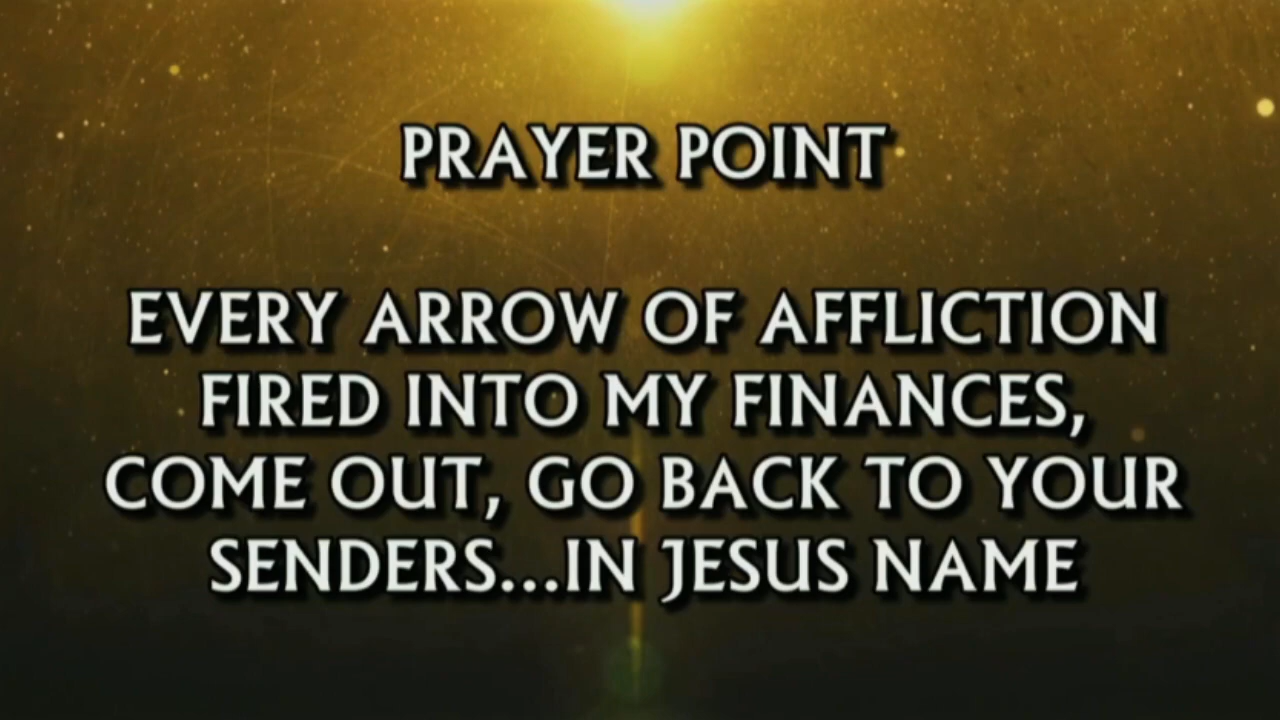 PRAYER POINT
EVERY ARROW OF AFFLICTION
FIRED INTO MY FINANCES,
COME OUT, GO BACK TO YOUR
SENDERS...IN JESUS NAME